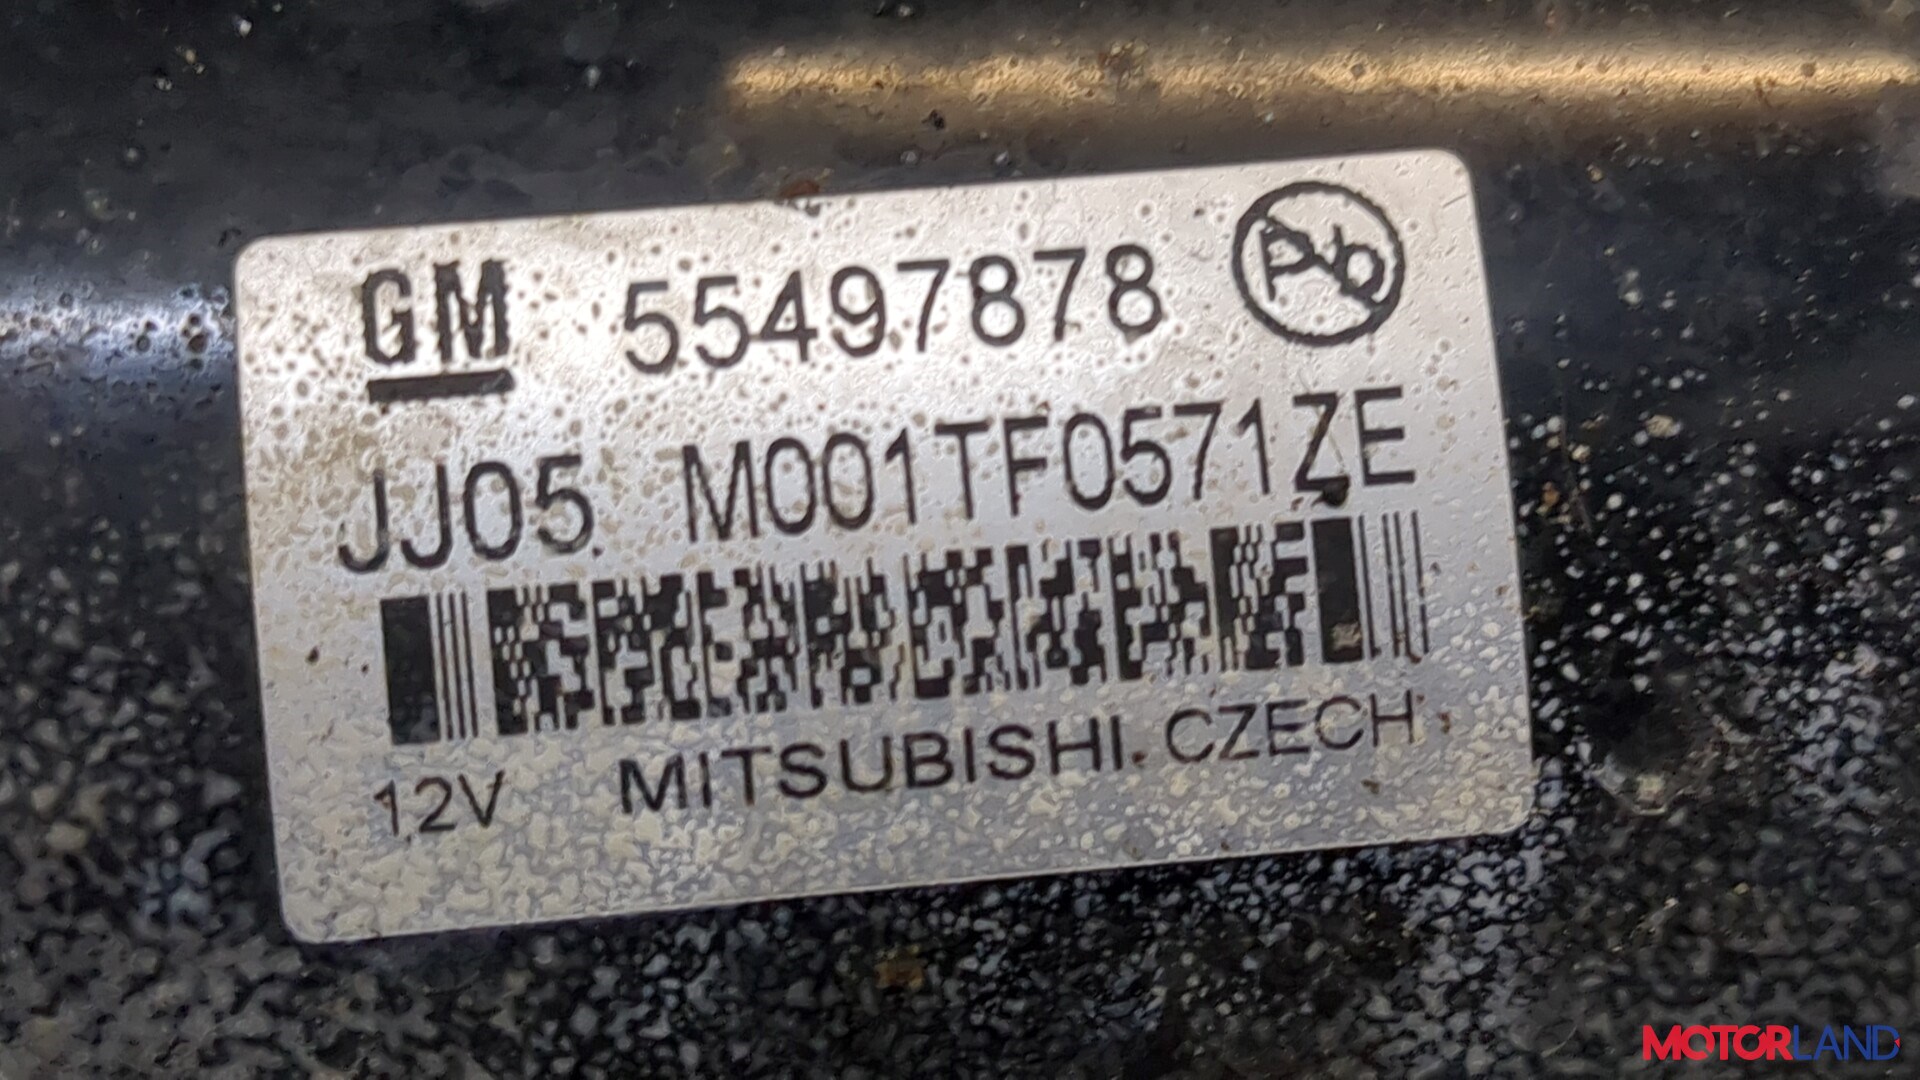 GM 55497878 Pb
JJ05 M001TF0571ZE
12V MITSUBISHI. CZECH
MOTORLAND